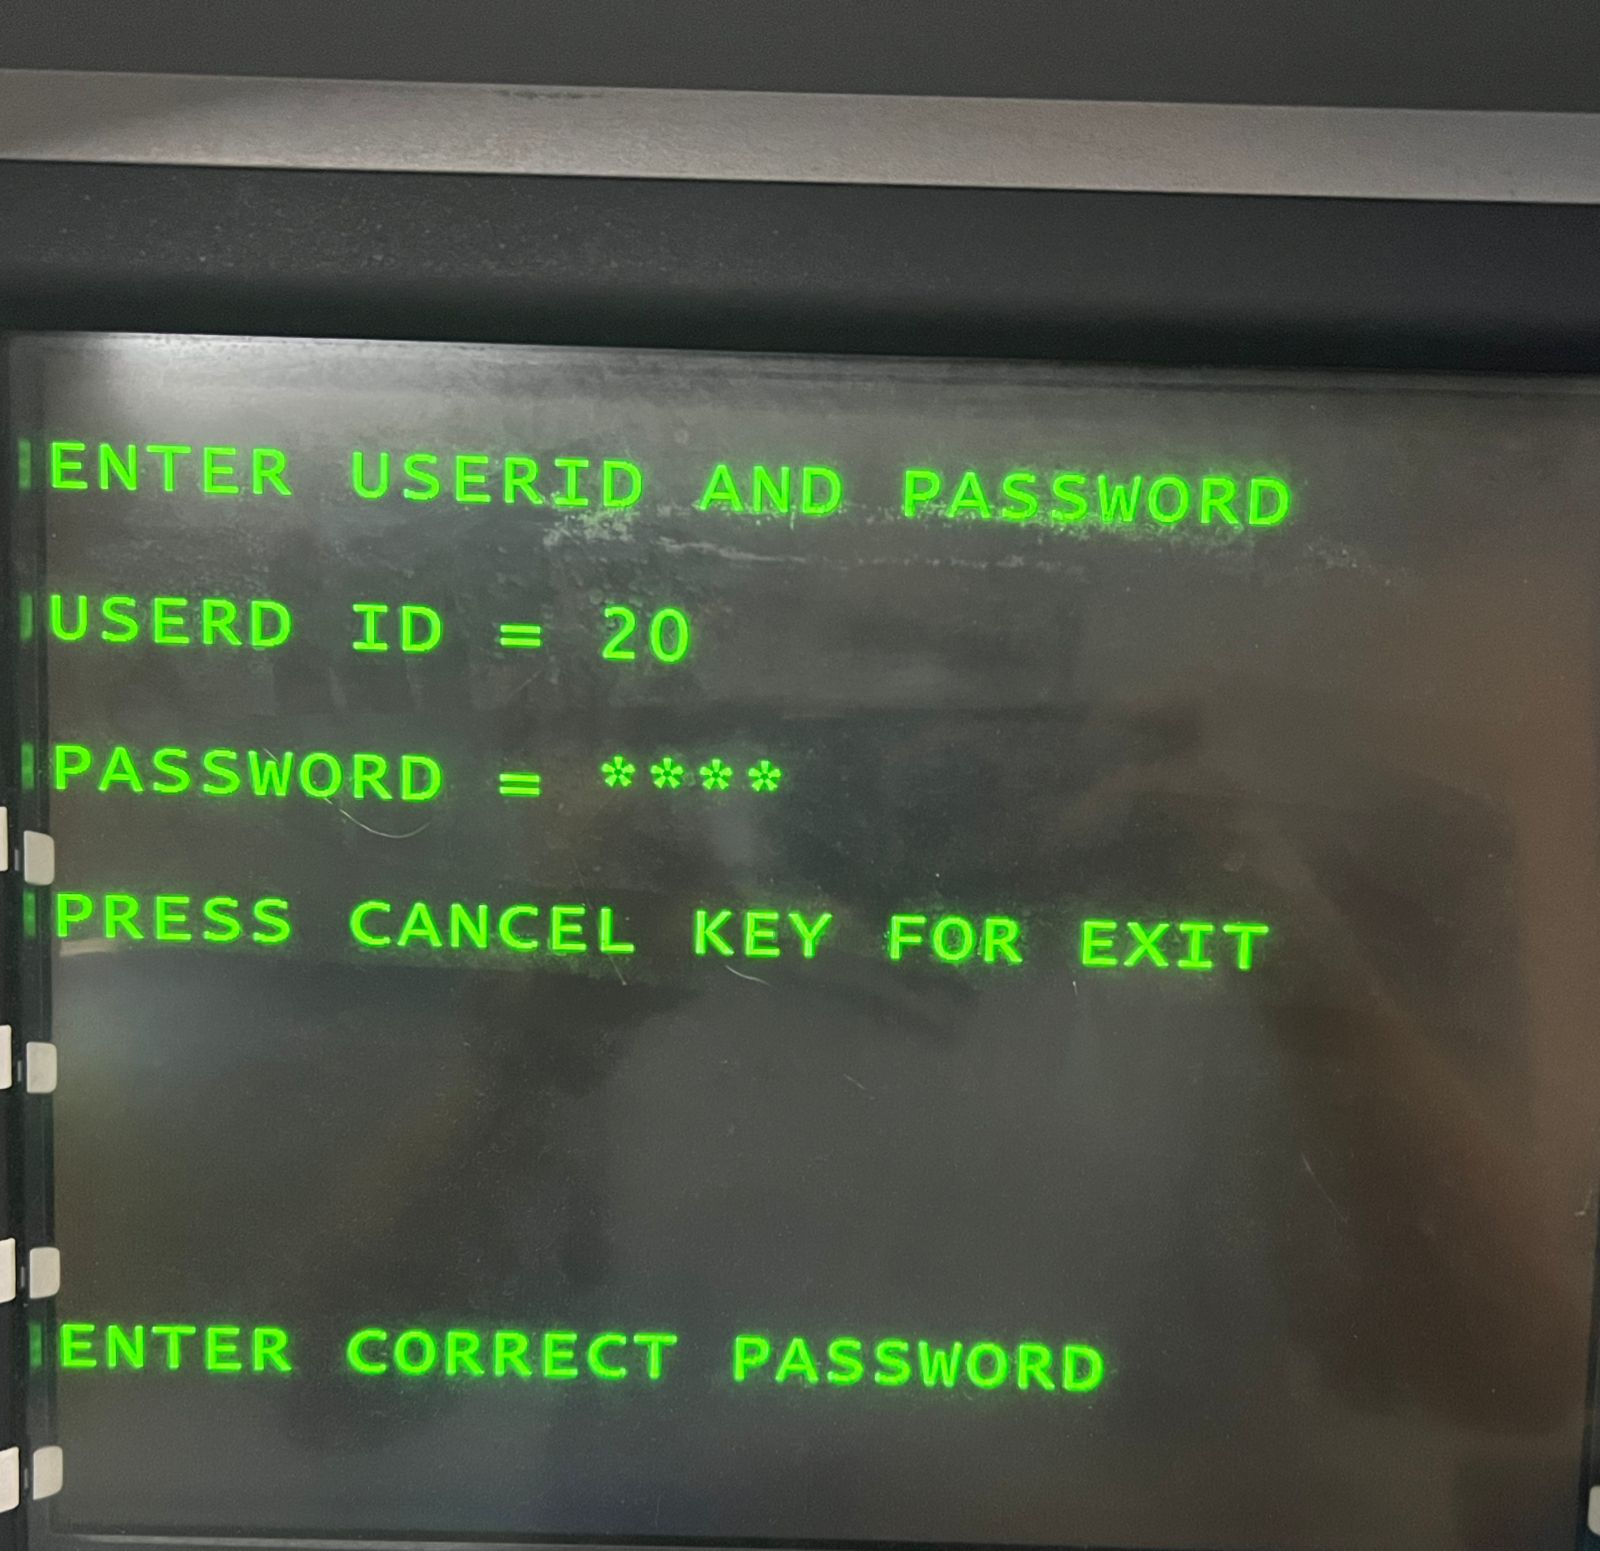 ENTER USERID AND PASSWORD
USERD ID = 20
PASSWORD = ****
PRESS CANCEL KEY FOR EXIT
ENTER CORRECT PASSWORD